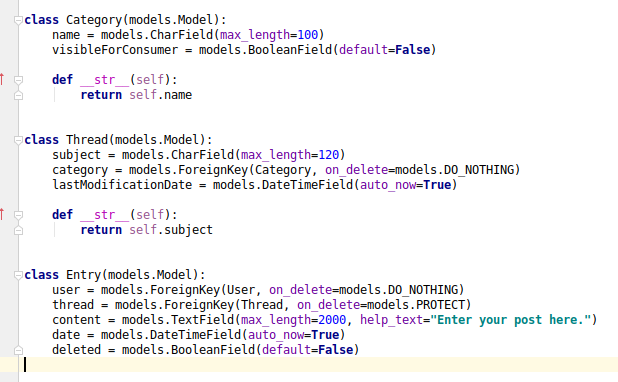 class Category(models.Model):
    name = models.CharField(max_length=100)
    visibleForConsumer = models.BooleanField(default=False)
    def __str__(self):
        return self.name
class Thread(models.Model):
    subject = models.CharField(max_length=120)
    category = models.ForeignKey(Category, on_delete=models.DO_NOTHING)
    lastModificationDate = models.DateTimeField(auto_now=True)
    def __str__(self):
        return self.subject
class Entry(models.Model):
    user = models.ForeignKey(User, on_delete=models.DO_NOTHING)
    thread = models.ForeignKey(Thread, on_delete=models.PROTECT)
    content = models.TextField(max_length=2000, help_text="Enter your post here.")
    date = models.DateTimeField(auto_now=True)
    deleted = models.BooleanField(default=False)